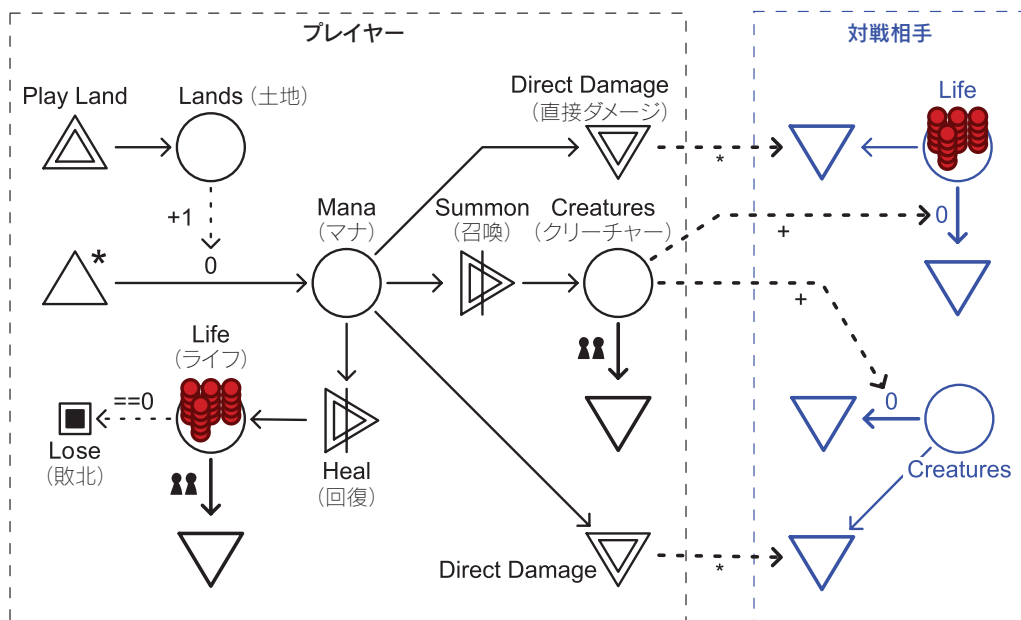 プレイヤー
対戦相手
Play Land
Lands (土地)
Direct Damage
(直接ダメージ)
Life
*
+1
Mana
(マナ)
Summon
(召喚)
Creatures
(クリーチャー)
0
+
*
0
+
Life
(ライフ)
==0
0
Lose
(敗北)
Heal
(回復)
Creatures
Direct Damage
*